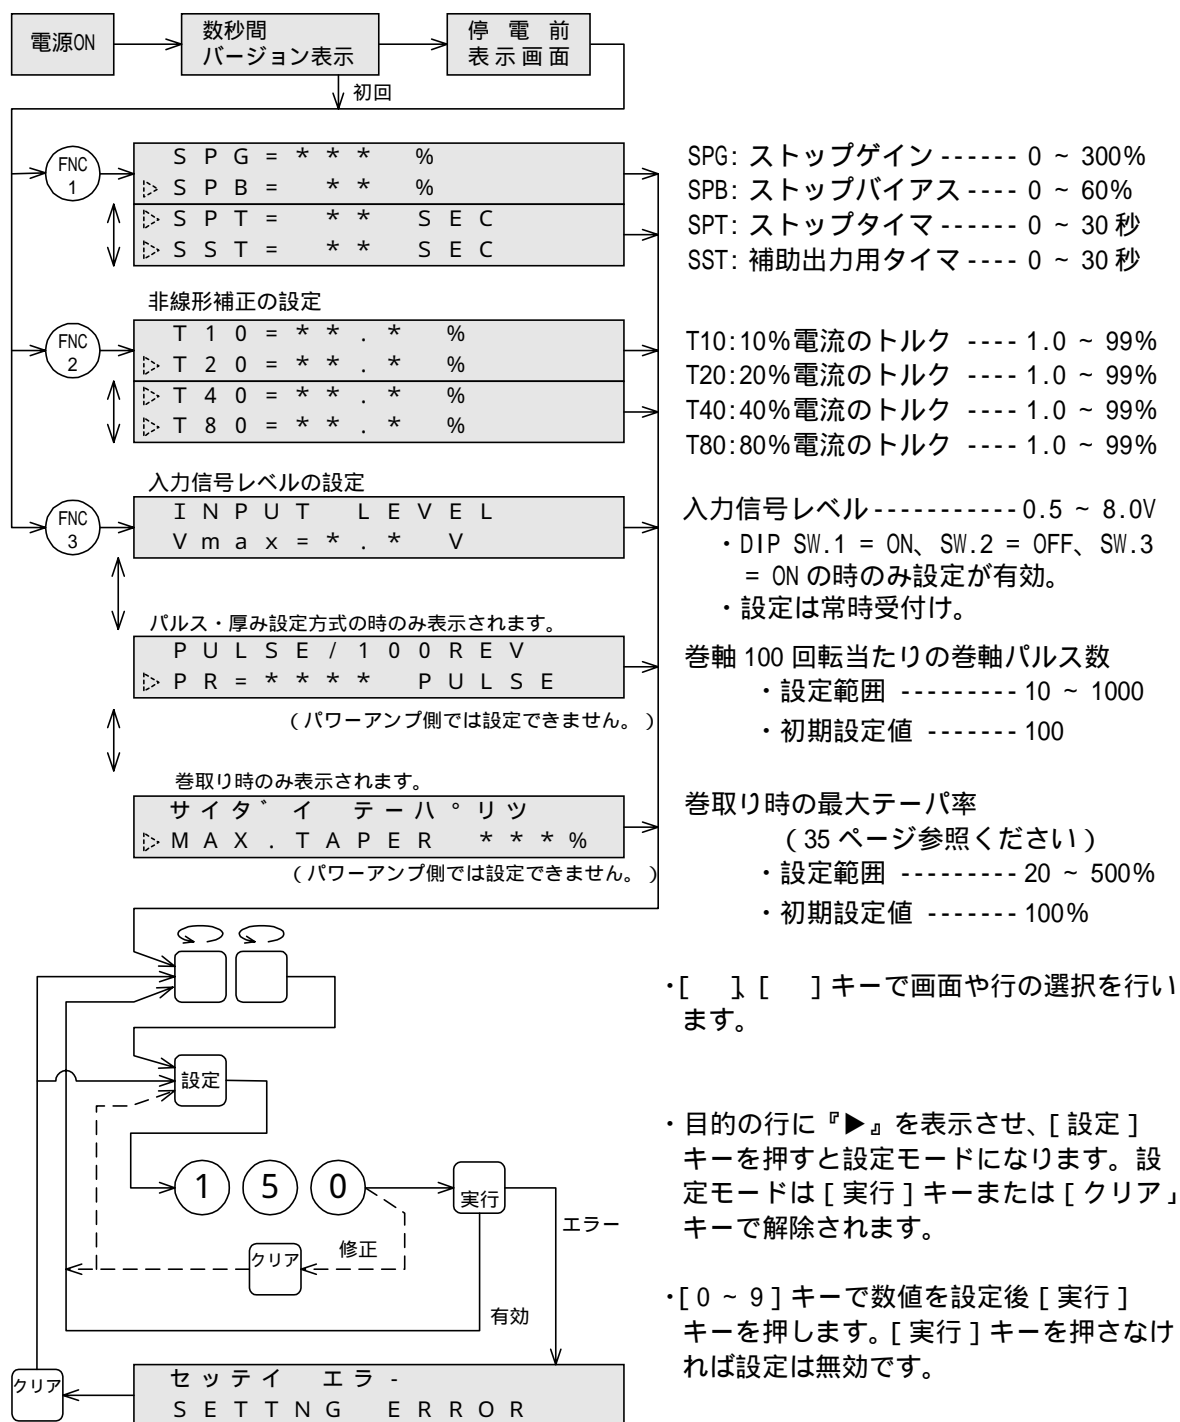 電源ON
数秒間
バージョン表示
停 電 前
表示画面
初回
FNC
1
SPG=*** %
SPB= ** %
SPT= ** SEC
SST= ** SEC
SPG: ストップゲイン ------ 0 ~ 300%
SPB: ストップバイアス ---- 0 ~ 60%
SPT: ストップタイマ ------ 0 ~ 30 秒
SST: 補助出力用タイマ ---- 0 ~ 30 秒
非線形補正の設定
FNC
2
T10=**.* %
T20=**.* %
T40=**.* %
T80=**.* %
T10:10%電流のトルク ---- 1.0 ~ 99%
T20:20%電流のトルク ---- 1.0 ~ 99%
T40:40%電流のトルク ---- 1.0 ~ 99%
T80:80%電流のトルク ---- 1.0 ~ 99%
入力信号レベルの設定
FNC
3
INPUT LEVEL
Vmax=*.* V
入力信号レベル-----------0.5 ~ 8.0V
・DIP SW.1 = ON、SW.2 = OFF、SW.3
= ON の時のみ設定が有効。
・設定は常時受付け。
パルス・厚み設定方式の時のみ表示されます。
PULSE/100REV
PR=**** PULSE
(パワーアンプ側では設定できません。)
巻軸 100 回転当たりの巻軸パルス数
・設定範囲 --------- 10 ~ 1000
・初期設定値 ------- 100
巻取り時のみ表示されます。
サイタ゛イ テーハ°リツ
MAX.TAPER ***%
(パワーアンプ側では設定できません。)
巻取り時の最大テーパ率
(35 ページ参照ください)
・設定範囲 --------- 20 ~ 500%
・初期設定値 ------- 100%
・[ ]、[ ]キーで画面や行の選択を行い
ます。
設定
・目的の行に『▶』を表示させ、[設定]
キーを押すと設定モードになります。設
定モードは[実行]キーまたは[クリア」
キーで解除されます。
1 5 0
実行
エラー
クリア
修正
有効
・[0 ~ 9]キーで数値を設定後[実行]
キーを押します。[実行]キーを押さなけ
れば設定は無効です。
クリア
セッテイ エラ-
SETTNG ERROR